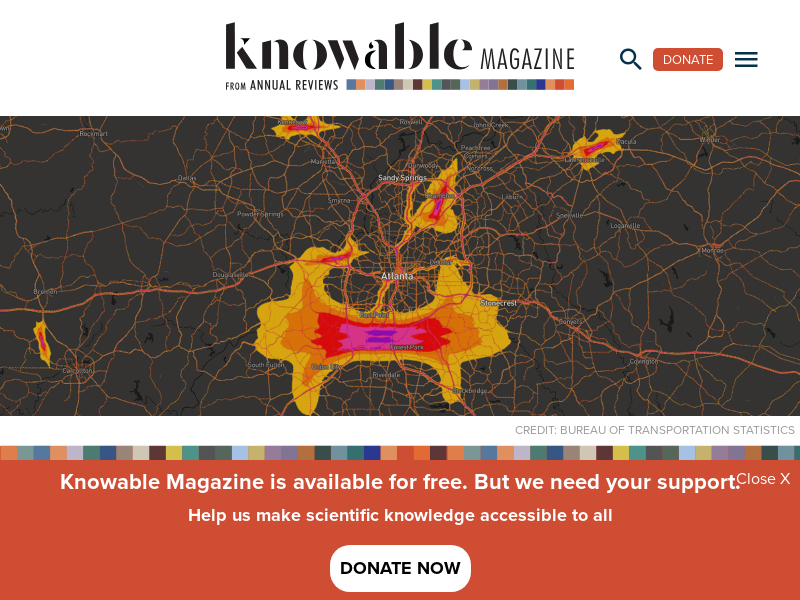 knowable MAGAZINE
FROM ANNUAL REVIEWS
DONATE
Roswell
Johns Creek
Rockmart
Winder
Dacula
Peachtree
Corners
Marietta
Dunwoody
Norcross
Dallas
Sandy Springs
Smyrna
Lilburn
Powder Springs
Snellville
Loganville
Monroe
Douglasville
Atlanta
Bremen
Stonecrest
East Point
Conyers
Forest Park
South Fulton
Union City
Covington
Carrollton
Riverdale
Stockbridge
CREDIT: BUREAU OF TRANSPORTATION STATISTICS
Knowable Magazine is available for free. But we need your support.
Close X
Help us make scientific knowledge accessible to all
DONATE NOW